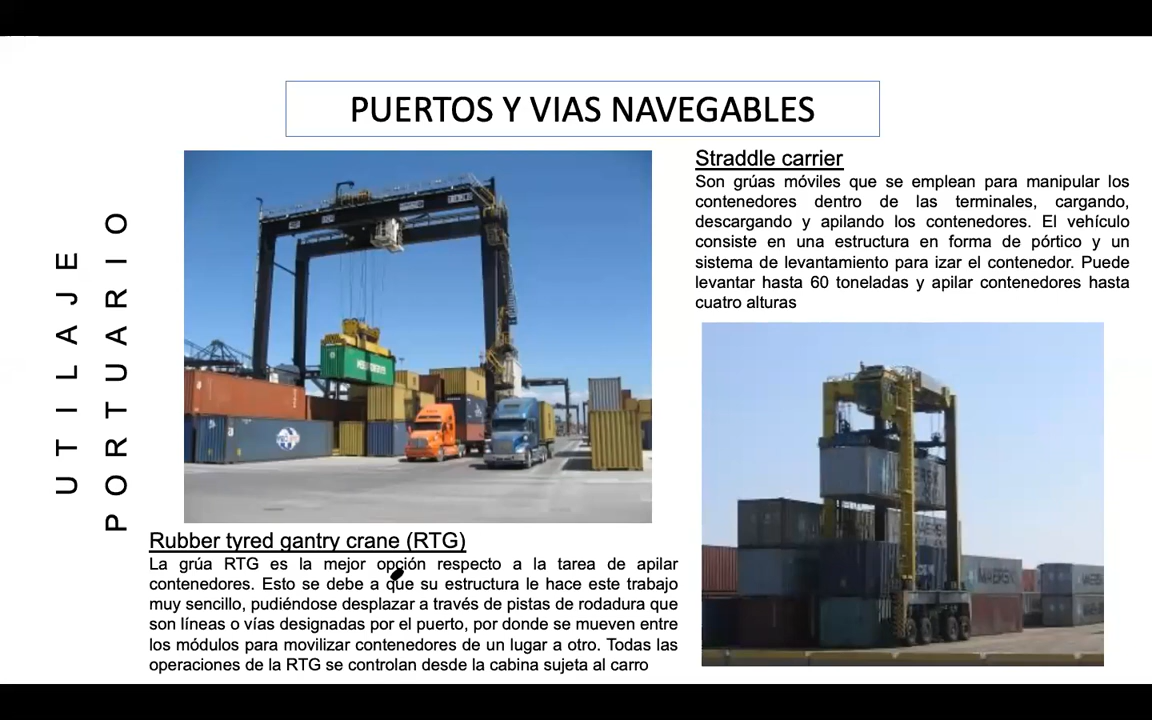 PUERTOS Y VIAS NAVEGABLES
UTILAJE
PORTUARIO
Rubber tyred gantry crane (RTG)
La grúa RTG es la mejor opción respecto a la tarea de apilar
contenedores. Esto se debe a que su estructura le hace este trabajo
muy sencillo, pudiéndose desplazar a través de pistas de rodadura que
son líneas o vías designadas por el puerto, por donde se mueven entre
los módulos para movilizar contenedores de un lugar a otro. Todas las
operaciones de la RTG se controlan desde la cabina sujeta al carro
Straddle carrier
Son grúas móviles que se emplean para manipular los
contenedores dentro de las terminales, cargando,
descargando y apilando los contenedores. El vehículo
consiste en una estructura en forma de pórtico y un
sistema de levantamiento para izar el contenedor. Puede
levantar hasta 60 toneladas y apilar contenedores hasta
cuatro alturas
MAERSK